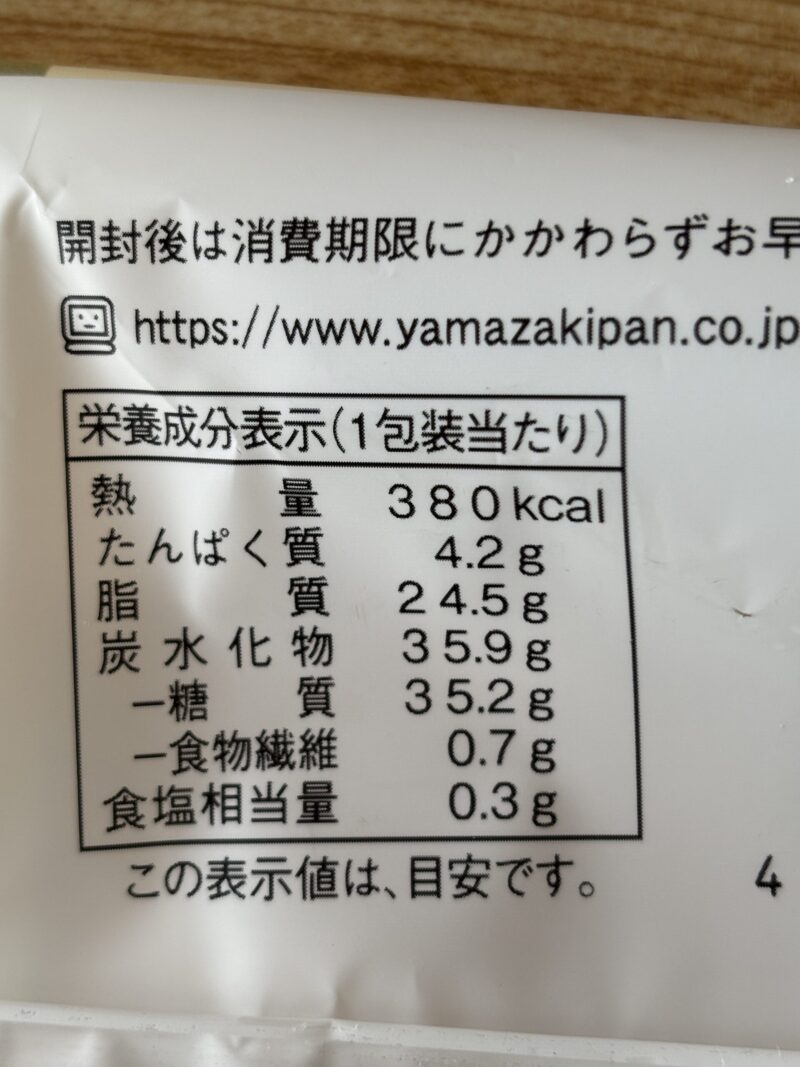 開封後は消費期限にかかわらずお早
https://www.yamazakipan.co.jp
栄養成分表示(1包装当たり)
熱量 380kcal
たんぱく質 4.2g
脂質 24.5g
炭水化物 35.9g
–糖質 35.2g
–食物繊維 0.7g
食塩相当量 0.3g
この表示値は、目安です。 4